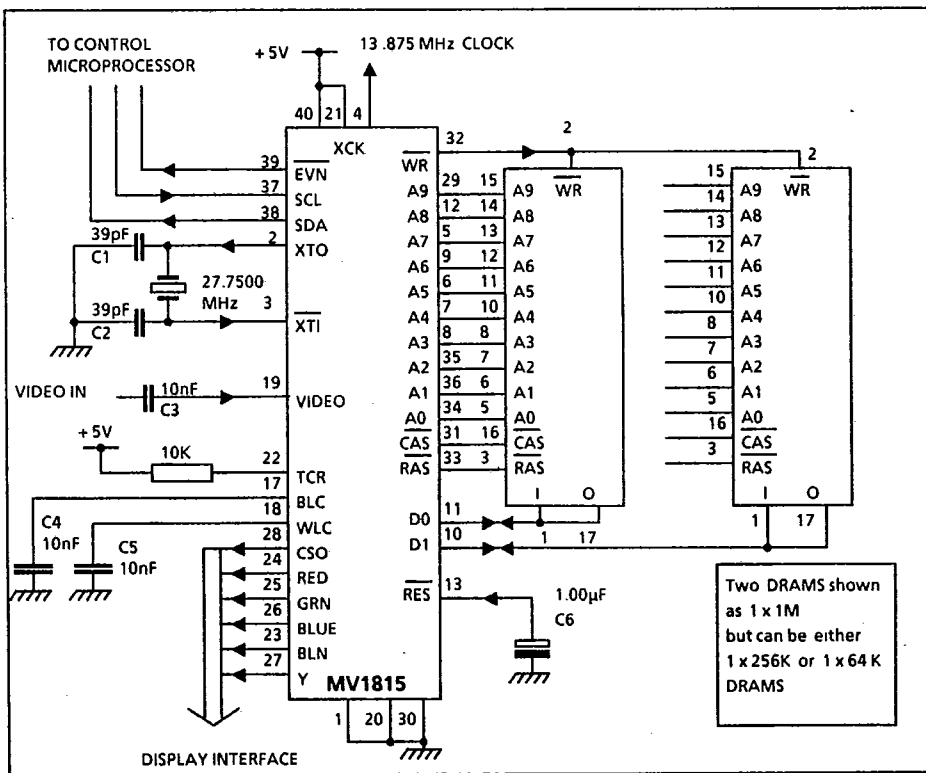 TO CONTROL
MICROPROCESSOR
+ 5V
13 .875 MHz CLOCK
40 21 4
XCK
39 EVN
37 SCL
38 SDA
2 XTO
3 XTI
39pF
C1
27.7500
MHz
39pF
C2
VIDEO IN
10nF
C3
19 VIDEO
+ 5V
10K
22 TCR
17 BLC
18 WLC
28 CSO
24 RED
25 GRN
26 BLUE
23 BLN
27 Y
C4
10nF
C5
10nF
DISPLAY INTERFACE
MV1815
1 20 30
WR 32
A9 29
A8 12
A7 5
A6 9
A5 6
A4 7
A3 8
A2 35
A1 36
A0 34
CAS 31
RAS 33
D0 11
D1 10
RES 13
1.00µF
C6
2
WR
15 A9
14 A8
13 A7
12 A6
11 A5
10 A4
8 A3
7 A2
6 A1
5 A0
16 CAS
3 RAS
I O
1 17
2
WR
15 A9
14 A8
13 A7
12 A6
11 A5
10 A4
8 A3
7 A2
6 A1
5 A0
16 CAS
3 RAS
I O
1 17
Two DRAMS shown
as 1 x 1M
but can be either
1 x 256K or 1 x 64 K
DRAMS